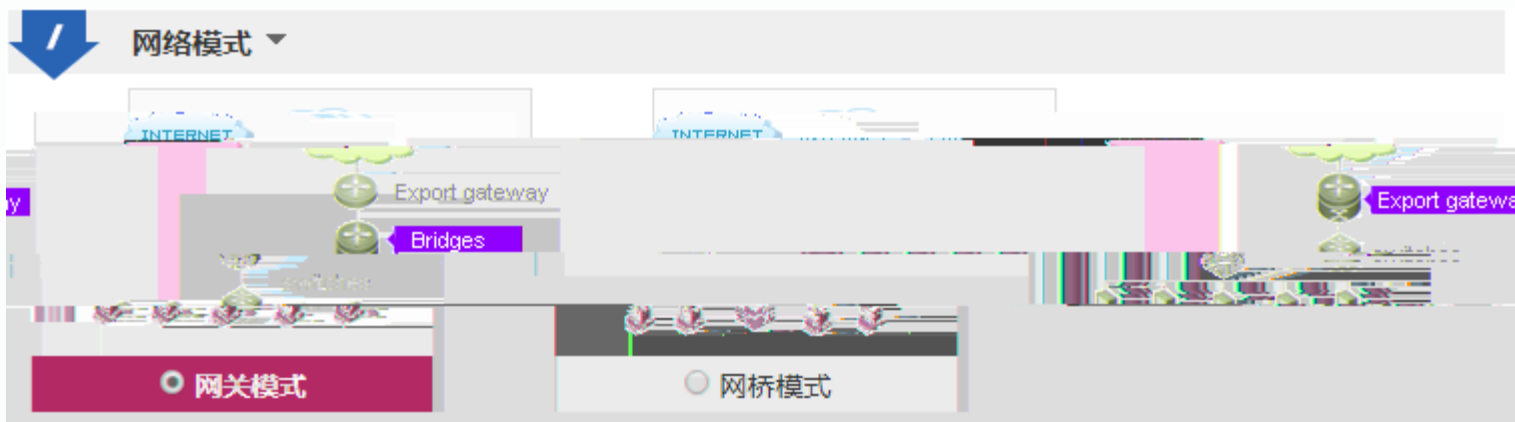 网络模式
INTERNET
INTERNET
Export gateway
Export gatewa
Bridges
switches
网关模式
网桥模式